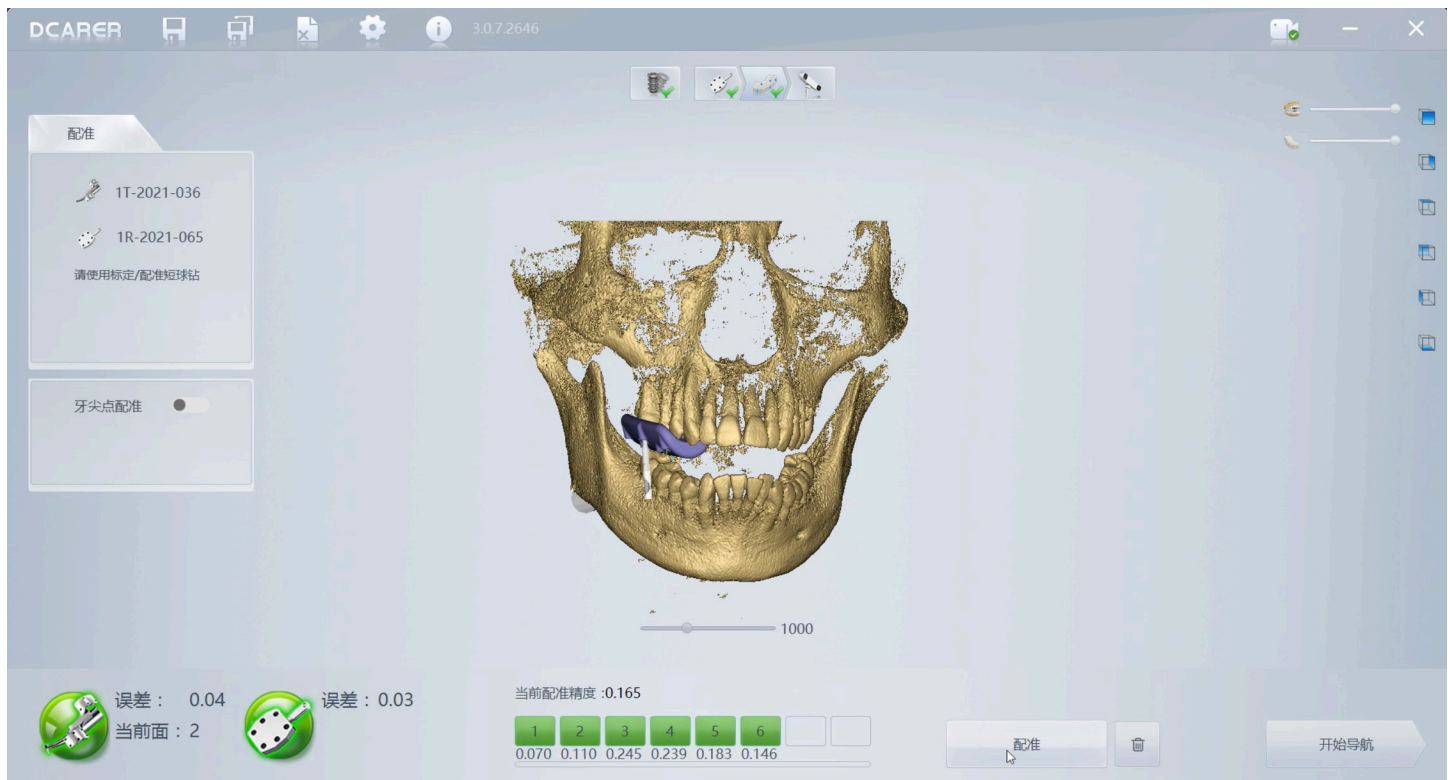 DCARER 3.0.7.2646
配准
1T-2021-036
1R-2021-065
请使用标定/配准短球钻
牙尖点配准
1000
误差： 0.04
当前面：2
误差：0.03
当前配准精度 :0.165
1 2 3 4 5 6
0.070 0.110 0.245 0.239 0.183 0.146
配准
开始导航